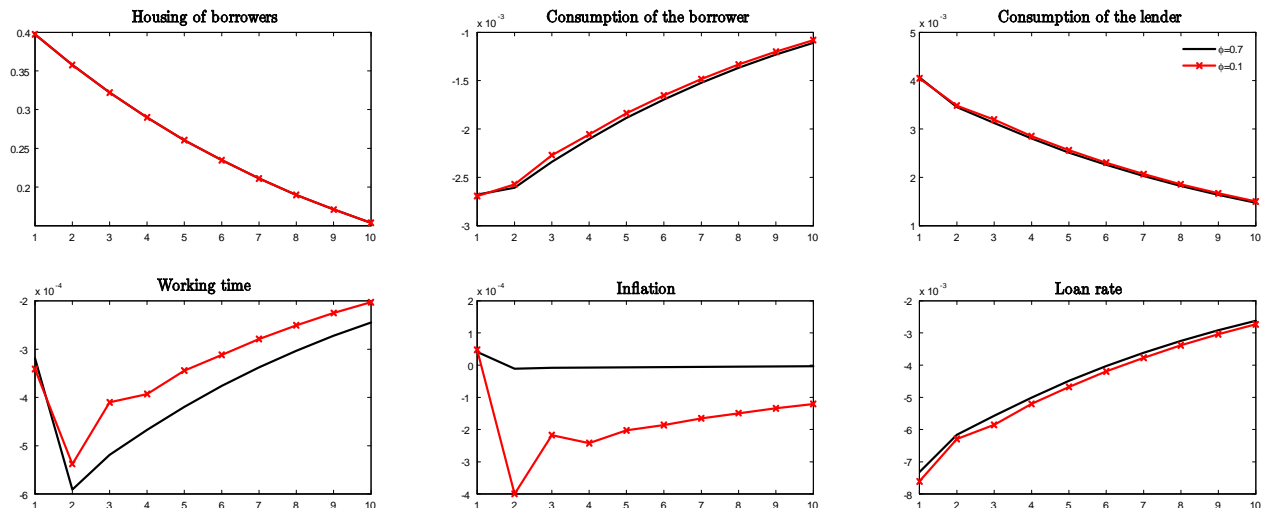 Housing of borrowers
0.4
0.35
0.3
0.25
0.2
1 2 3 4 5 6 7 8 9 10
Consumption of the borrower
x 10⁻³
-1
-1.5
-2
-2.5
-3
1 2 3 4 5 6 7 8 9 10
Consumption of the lender
x 10⁻³
5
4
3
2
1
1 2 3 4 5 6 7 8 9 10
ϕ=0.7
ϕ=0.1
Working time
x 10⁻⁴
-2
-3
-4
-5
-6
1 2 3 4 5 6 7 8 9 10
Inflation
x 10⁻⁴
2
1
0
-1
-2
-3
-4
1 2 3 4 5 6 7 8 9 10
Loan rate
x 10⁻³
-2
-3
-4
-5
-6
-7
-8
1 2 3 4 5 6 7 8 9 10